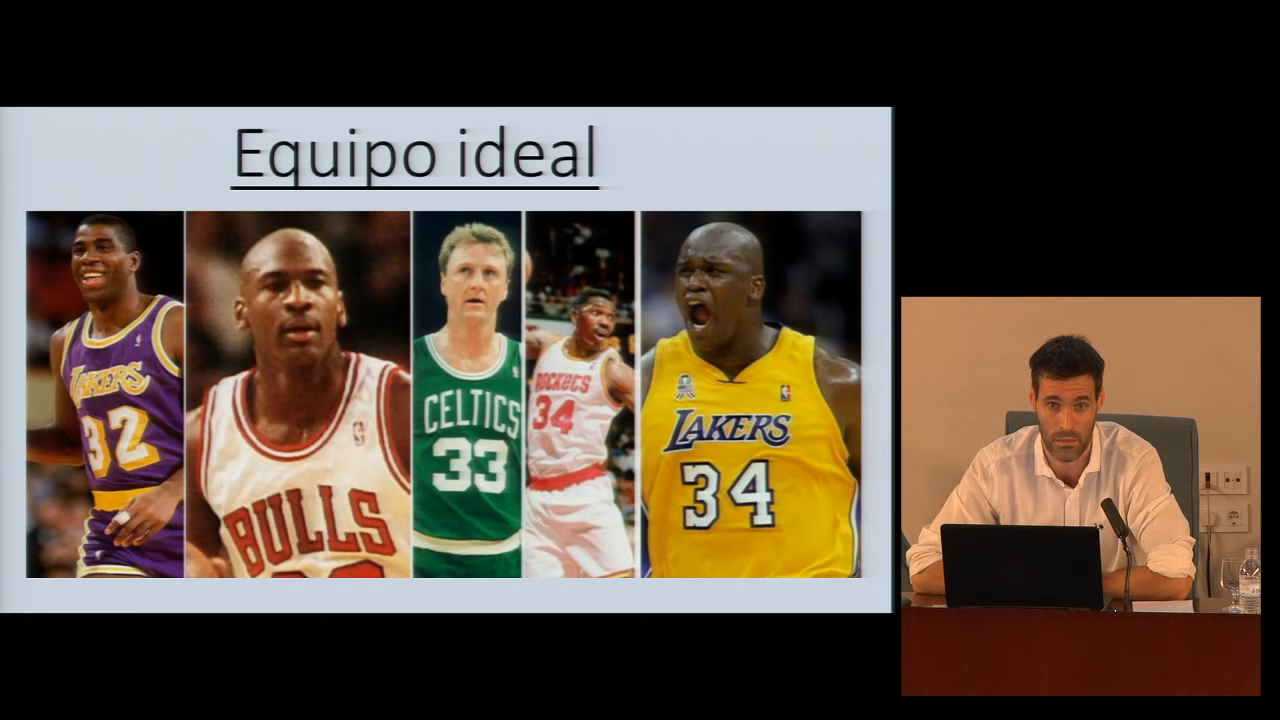 Equipo ideal
LAKERS
32
BULLS
CELTICS
33
ROCKETS
34
LAKERS
34